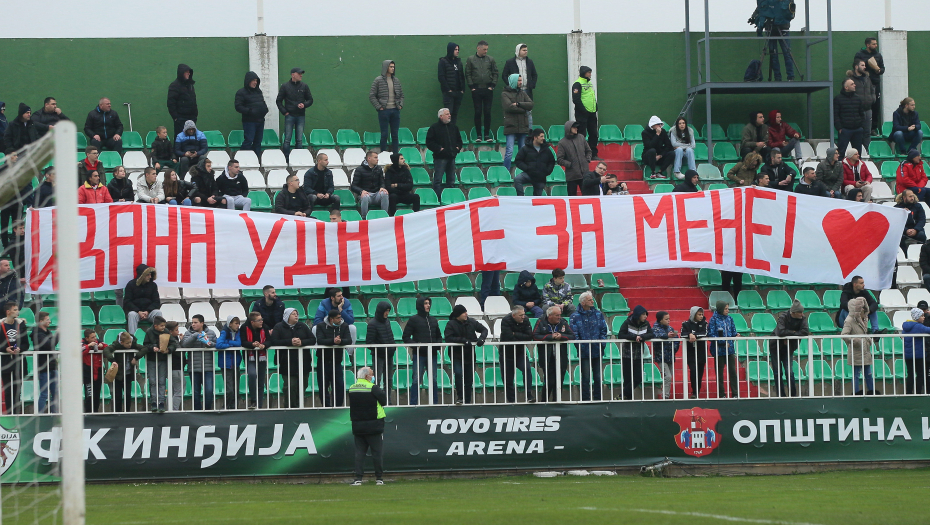 ИВАНА УДАЈ СЕ ЗА МЕНЕ!
ФК ИНЂИЈА
TOYO TIRES
- ARENA -
ОПШТИНА